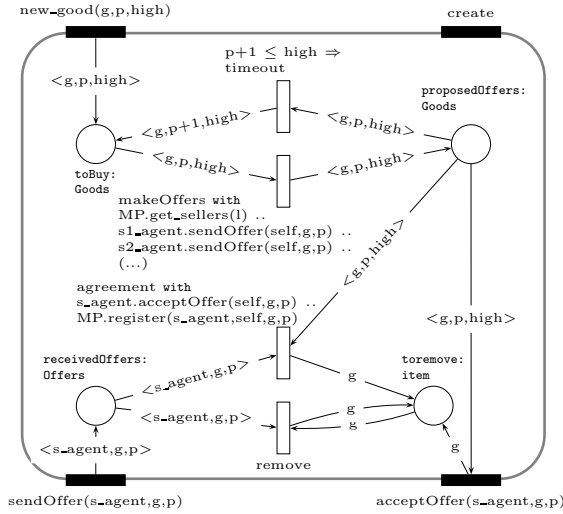 new_good(g,p,high)
create
p+1 ≤ high ⇒
timeout
<g,p,high>
proposedOffers:
Goods
<g,p+1,high>
<g,p,high>
<g,p,high>
<g,p,high>
toBuy:
Goods
makeOffers with
MP.get_sellers(l) ..
s1_agent.sendOffer(self,g,p) ..
s2_agent.sendOffer(self,g,p) ..
(...)
<g,p,high>
agreement with
s_agent.acceptOffer(self,g,p) ..
MP.register(s_agent,self,g,p)
<g,p,high>
receivedOffers:
Offers
<s_agent,g,p>
g
toremove:
item
<s_agent,g,p>
g
g
<s_agent,g,p>
g
remove
sendOffer(s_agent,g,p)
acceptOffer(s_agent,g,p)